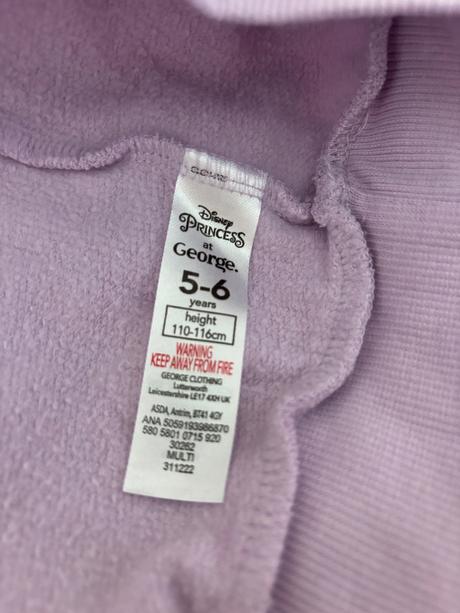 Disney
PRINCESS
at
George.
5-6
years
height
110-116cm
WARNING
KEEP AWAY FROM FIRE
GEORGE CLOTHING
Lutterworth
Leicestershire LE17 4XH UK
ASDA, Antrim, BT41 4GY
ANA 5059193986870
580 5801 0715 920
30262
MULTI
311222